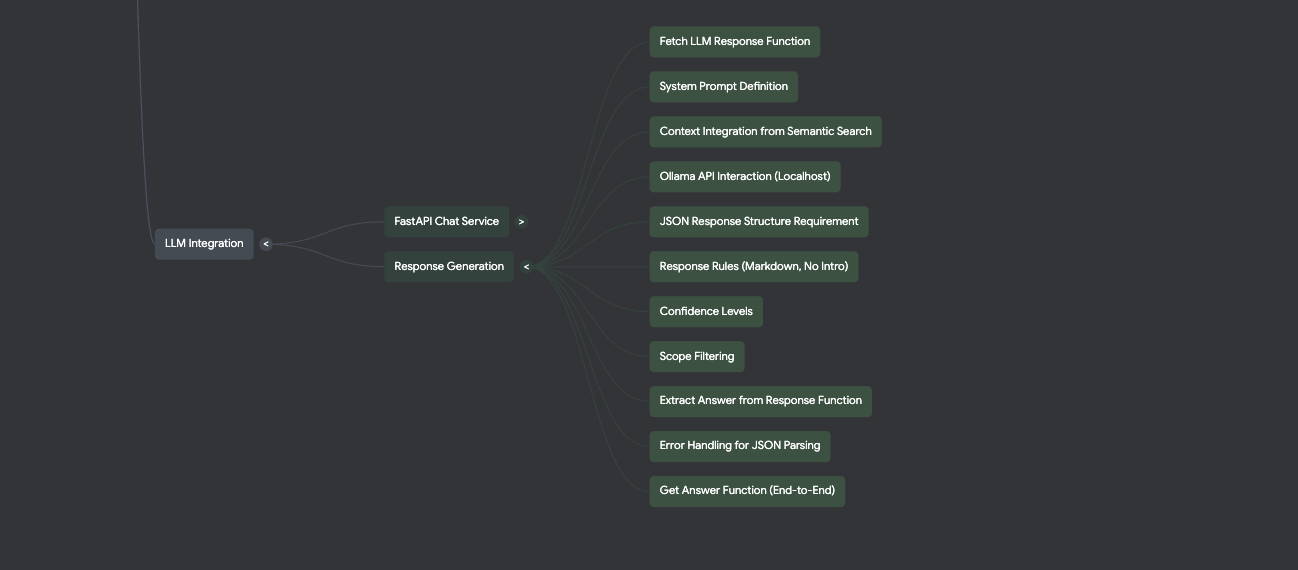 Fetch LLM Response Function
System Prompt Definition
Context Integration from Semantic Search
Ollama API Interaction (Localhost)
FastAPI Chat Service >
JSON Response Structure Requirement
LLM Integration <
Response Generation <
Response Rules (Markdown, No Intro)
Confidence Levels
Scope Filtering
Extract Answer from Response Function
Error Handling for JSON Parsing
Get Answer Function (End-to-End)